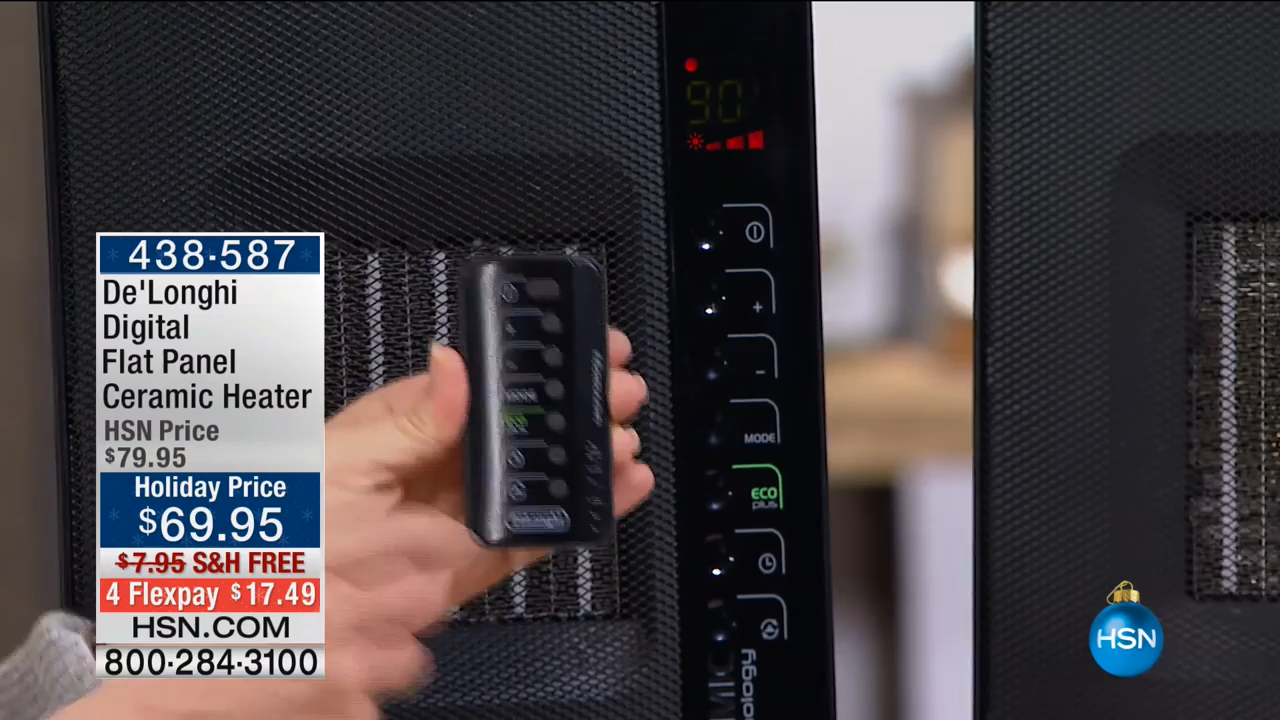 438·587
De'Longhi
Digital
Flat Panel
Ceramic Heater
HSN Price
$79.95
Holiday Price
$69.95
$7.95 S&H FREE
4 Flexpay $17.49
HSN.COM
800·284·3100
90
+
-
MODE
ECO
plus
HSN